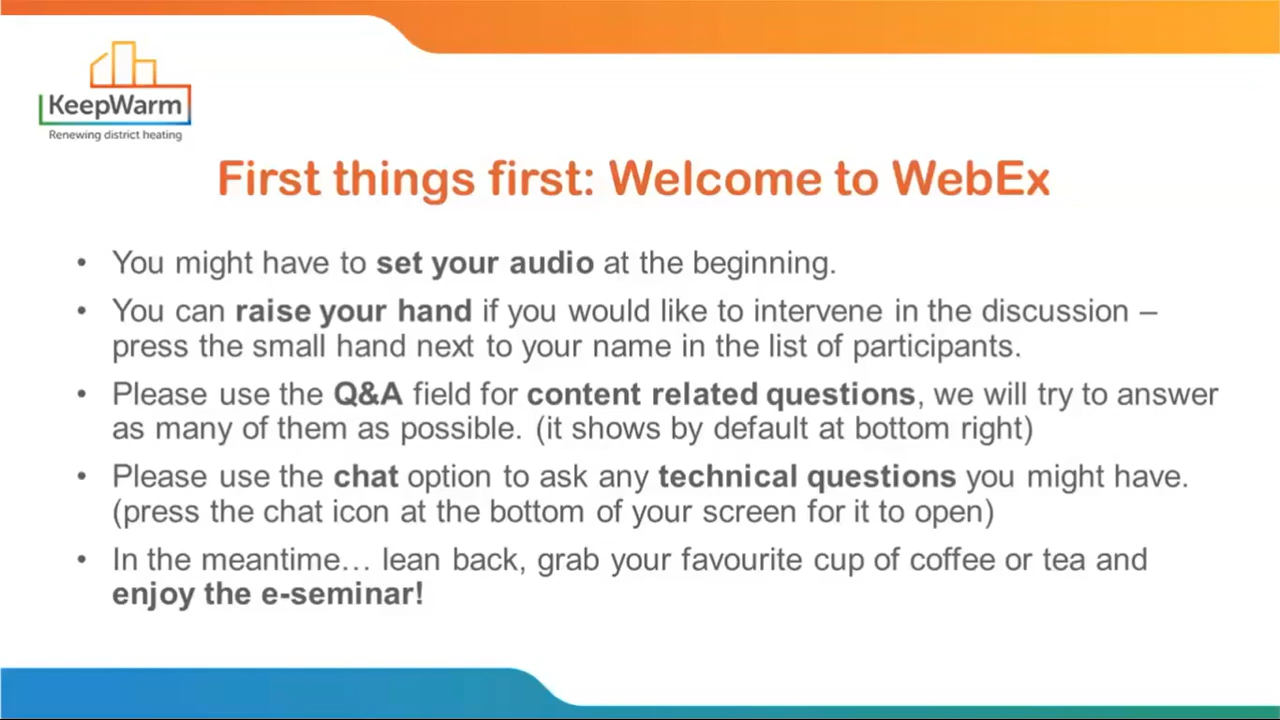 KeepWarm
Renewing district heating
First things first: Welcome to WebEx
• You might have to set your audio at the beginning.
• You can raise your hand if you would like to intervene in the discussion –
press the small hand next to your name in the list of participants.
• Please use the Q&A field for content related questions, we will try to answer
as many of them as possible. (it shows by default at bottom right)
• Please use the chat option to ask any technical questions you might have.
(press the chat icon at the bottom of your screen for it to open)
• In the meantime… lean back, grab your favourite cup of coffee or tea and
enjoy the e-seminar!